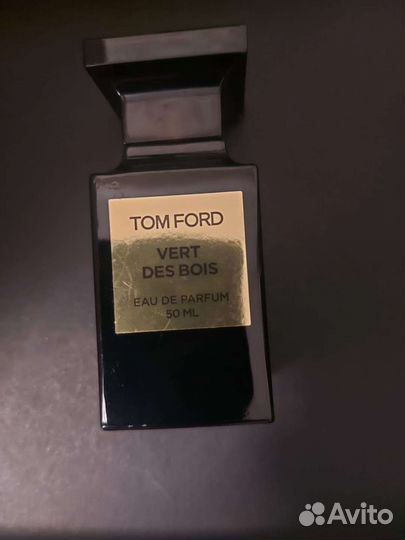 TOM FORD
VERT
DES BOIS
EAU DE PARFUM
50 ML
Avito